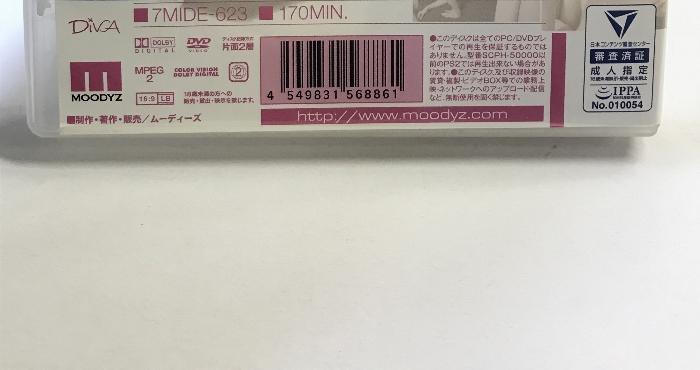 DiVA
■7MIDE-623 ■170MIN.
DOLBY
DIGITAL
DVD
VIDEO
ディスク記録方式
片面2層
M
MOODYZ
MPEG
2
COLOR VISION
DOLBY DIGITAL
2
16:9 LB
18歳未満の方への
販売・貸出・映示を禁じます。
■制作・著作・販売／ムーディーズ
4 549831 568861
http://www.moodyz.com
●このディスクは全てのPC/DVDプレ
イヤーでの再生を保証するものでは
ありません。型番SCPH-50000以
前のPS2では再生出来ない場合があ
ります。●このディスク及び収録映像の
賃貸・複製・ビデオBOX等での業務上
映・ネットワークへのアップロード・配信
など、無断使用を固く禁じます。
日本コンテンツ審査センター
審査済証
成人指定
IPPA
No.010054